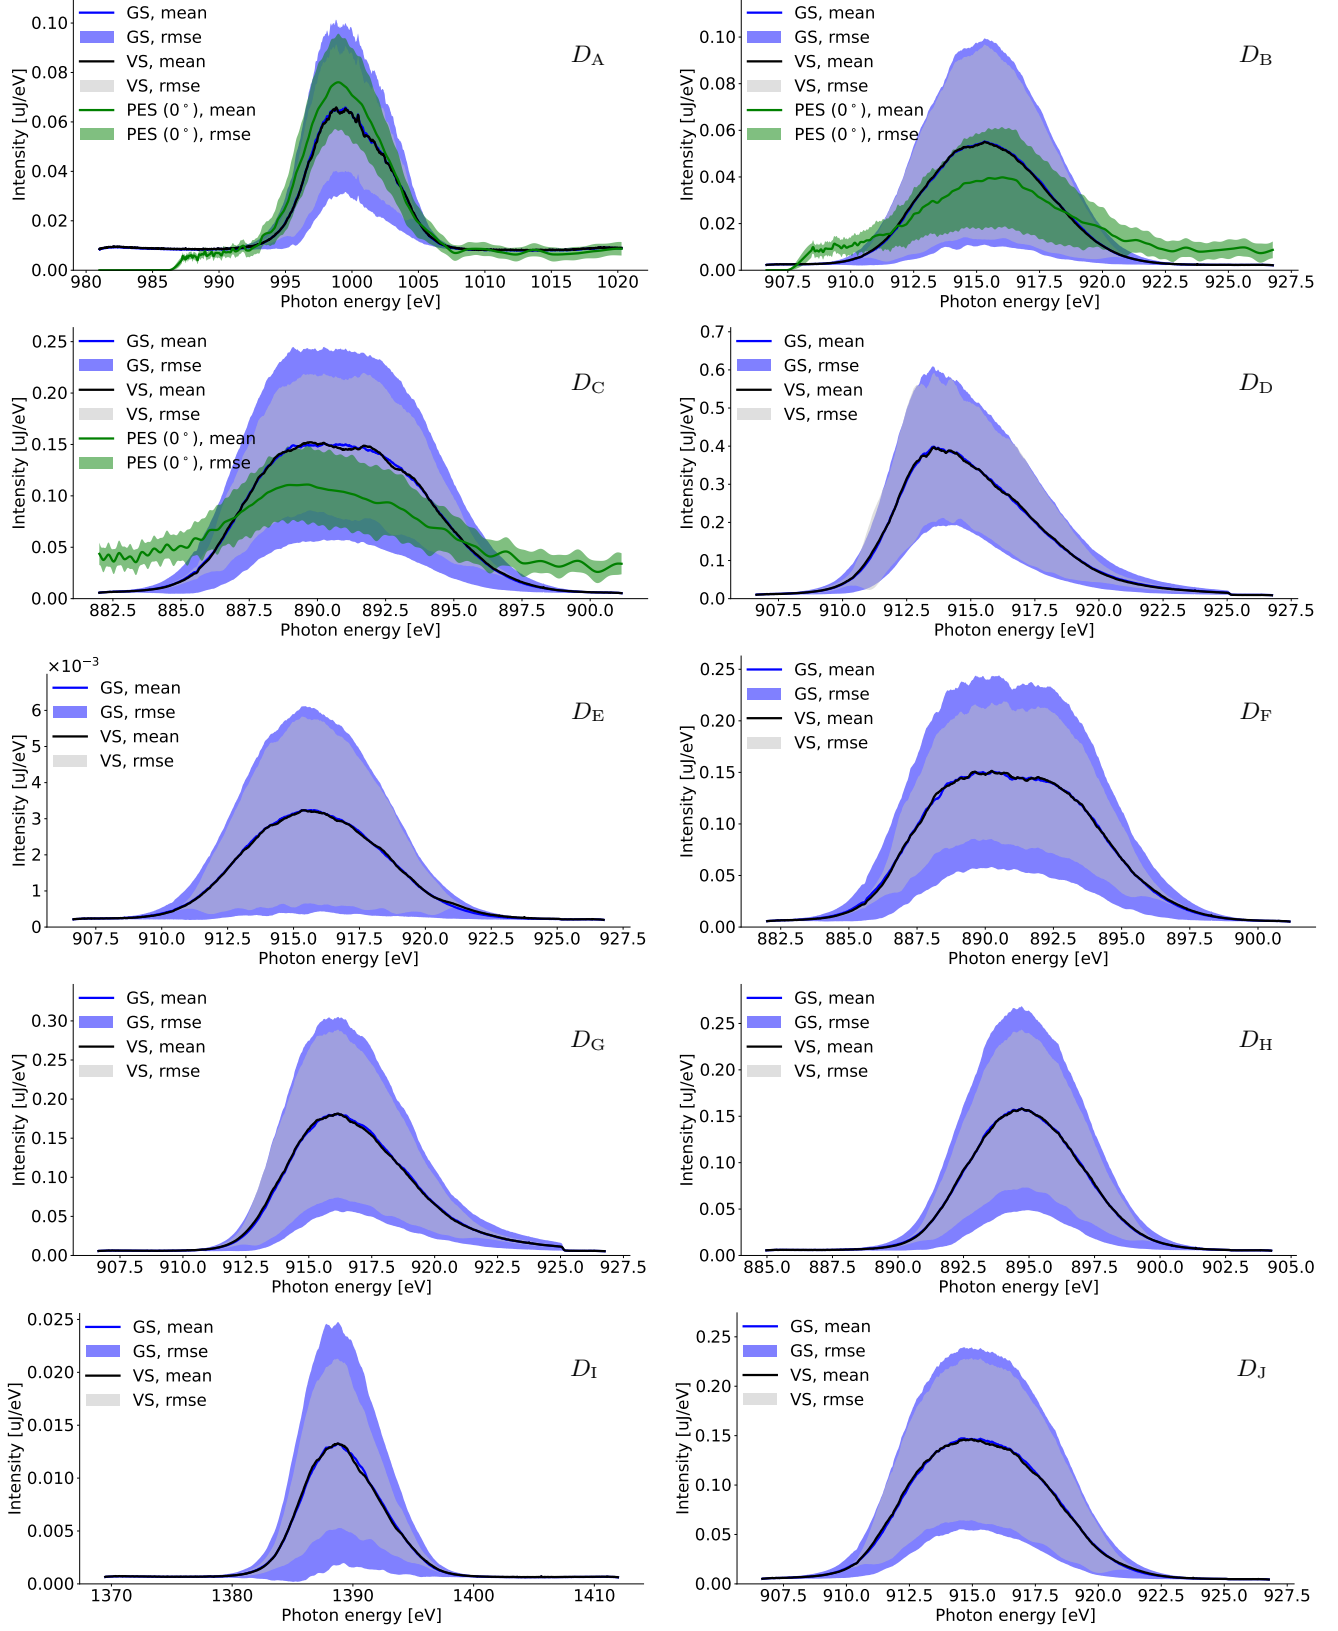 GS, mean
GS, rmse
VS, mean
VS, rmse
PES (0°), mean
PES (0°), rmse
D_A
Intensity [uJ/eV]
0.10
0.08
0.06
0.04
0.02
0.00
980 985 990 995 1000 1005 1010 1015 1020
Photon energy [eV]
GS, mean
GS, rmse
VS, mean
VS, rmse
PES (0°), mean
PES (0°), rmse
D_B
Intensity [uJ/eV]
0.10
0.08
0.06
0.04
0.02
0.00
907.5 910.0 912.5 915.0 917.5 920.0 922.5 925.0 927.5
Photon energy [eV]
GS, mean
GS, rmse
VS, mean
VS, rmse
PES (0°), mean
PES (0°), rmse
D_C
Intensity [uJ/eV]
0.25
0.20
0.15
0.10
0.05
0.00
882.5 885.0 887.5 890.0 892.5 895.0 897.5 900.0
Photon energy [eV]
GS, mean
GS, rmse
VS, mean
VS, rmse
D_D
Intensity [uJ/eV]
0.7
0.6
0.5
0.4
0.3
0.2
0.1
0.0
907.5 910.0 912.5 915.0 917.5 920.0 922.5 925.0 927.5
Photon energy [eV]
×10⁻³
GS, mean
GS, rmse
VS, mean
VS, rmse
D_E
Intensity [uJ/eV]
6
5
4
3
2
1
0
907.5 910.0 912.5 915.0 917.5 920.0 922.5 925.0 927.5
Photon energy [eV]
GS, mean
GS, rmse
VS, mean
VS, rmse
D_F
Intensity [uJ/eV]
0.25
0.20
0.15
0.10
0.05
0.00
882.5 885.0 887.5 890.0 892.5 895.0 897.5 900.0
Photon energy [eV]
GS, mean
GS, rmse
VS, mean
VS, rmse
D_G
Intensity [uJ/eV]
0.30
0.25
0.20
0.15
0.10
0.05
0.00
907.5 910.0 912.5 915.0 917.5 920.0 922.5 925.0 927.5
Photon energy [eV]
GS, mean
GS, rmse
VS, mean
VS, rmse
D_H
Intensity [uJ/eV]
0.25
0.20
0.15
0.10
0.05
0.00
885.0 887.5 890.0 892.5 895.0 897.5 900.0 902.5 905.0
Photon energy [eV]
GS, mean
GS, rmse
VS, mean
VS, rmse
D_I
Intensity [uJ/eV]
0.025
0.020
0.015
0.010
0.005
0.000
1370 1380 1390 1400 1410
Photon energy [eV]
GS, mean
GS, rmse
VS, mean
VS, rmse
D_J
Intensity [uJ/eV]
0.25
0.20
0.15
0.10
0.05
0.00
907.5 910.0 912.5 915.0 917.5 920.0 922.5 925.0 927.5
Photon energy [eV]